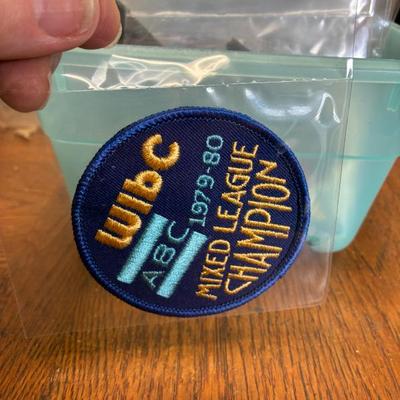 WIbC
ABC 1979-80
MIXED LEAGUE
CHAMPION